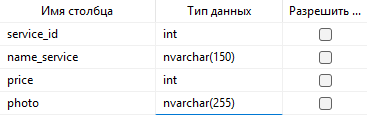 Имя столбца Тип данных Разрешить ...
service_id int
name_service nvarchar(150)
price int
photo nvarchar(255)